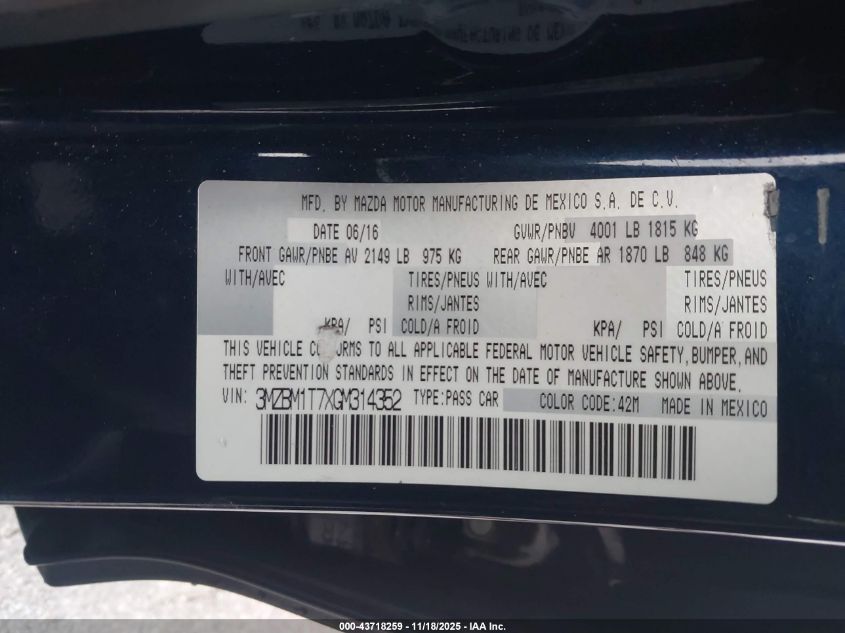 MFD. BY MAZDA MOTOR MANUFACTURING DE MEXICO S.A. DE C.V.
DATE 06/16 GVWR/PNBV 4001 LB 1815 KG
FRONT GAWR/PNBE AV 2149 LB 975 KG REAR GAWR/PNBE AR 1870 LB 848 KG
WITH/AVEC TIRES/PNEUS WITH/AVEC TIRES/PNEUS
RIMS/JANTES RIMS/JANTES
KPA/ PSI COLD/A FROID KPA/ PSI COLD/A FROID
THIS VEHICLE TO ALL APPLICABLE FEDERAL MOTOR VEHICLE SAFETY, BUMPER, AND
THEFT PREVENTION STANDARDS IN EFFECT ON THE DATE OF MANUFACTURE SHOWN ABOVE.
VIN: 3MZBM1T7XGM314352 TYPE:PASS CAR COLOR CODE:42M MADE IN MEXICO
000-43718259 - 11/18/2025 - IAA Inc.